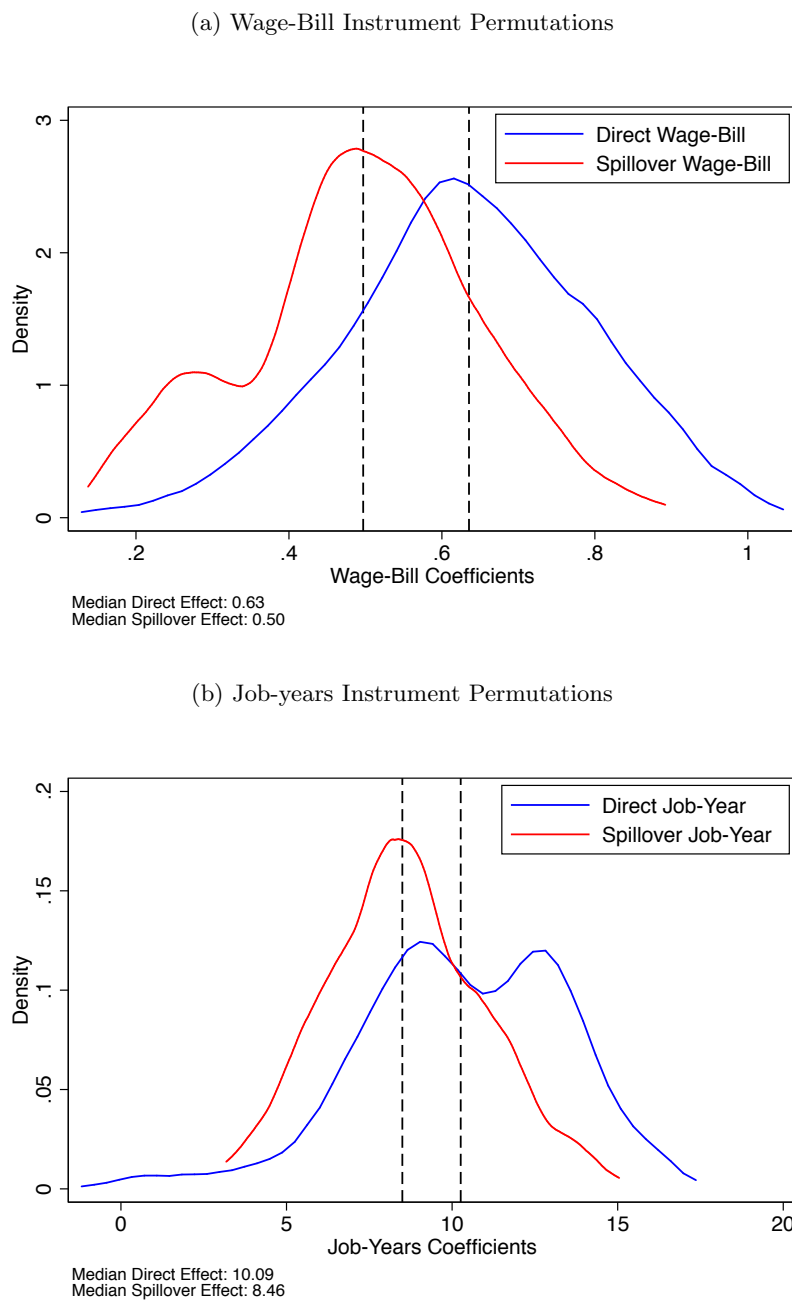 (a) Wage-Bill Instrument Permutations
3
2
1
0
Density
Direct Wage-Bill
Spillover Wage-Bill
.2 .4 .6 .8 1
Wage-Bill Coefficients
Median Direct Effect: 0.63
Median Spillover Effect: 0.50
(b) Job-years Instrument Permutations
.2
.15
.1
.05
0
Density
Direct Job-Year
Spillover Job-Year
0 5 10 15 20
Job-Years Coefficients
Median Direct Effect: 10.09
Median Spillover Effect: 8.46